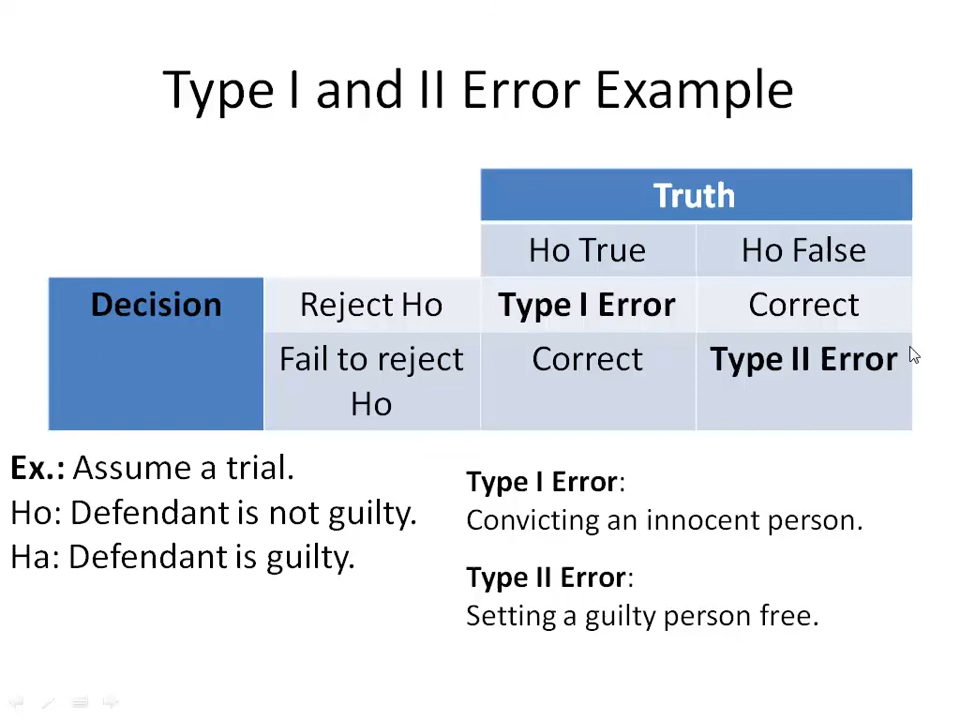 Type I and II Error Example
Truth
Ho True Ho False
Decision Reject Ho Type I Error Correct
Fail to reject Correct Type II Error
Ho
Ex.: Assume a trial.
Ho: Defendant is not guilty.
Ha: Defendant is guilty.
Type I Error:
Convicting an innocent person.
Type II Error:
Setting a guilty person free.